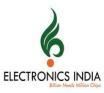 ELECTRONICS INDIA
Billion Needs Million Chips